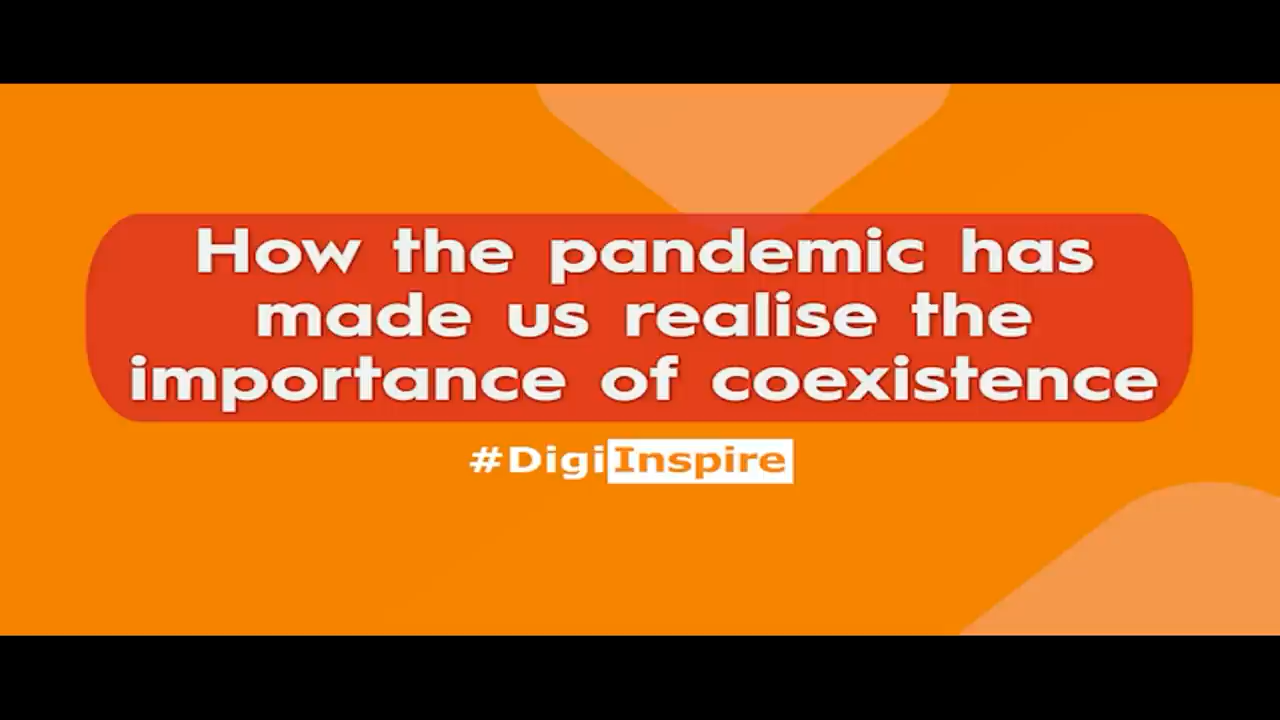 How the pandemic has
made us realise the
importance of coexistence
#DigiInspire